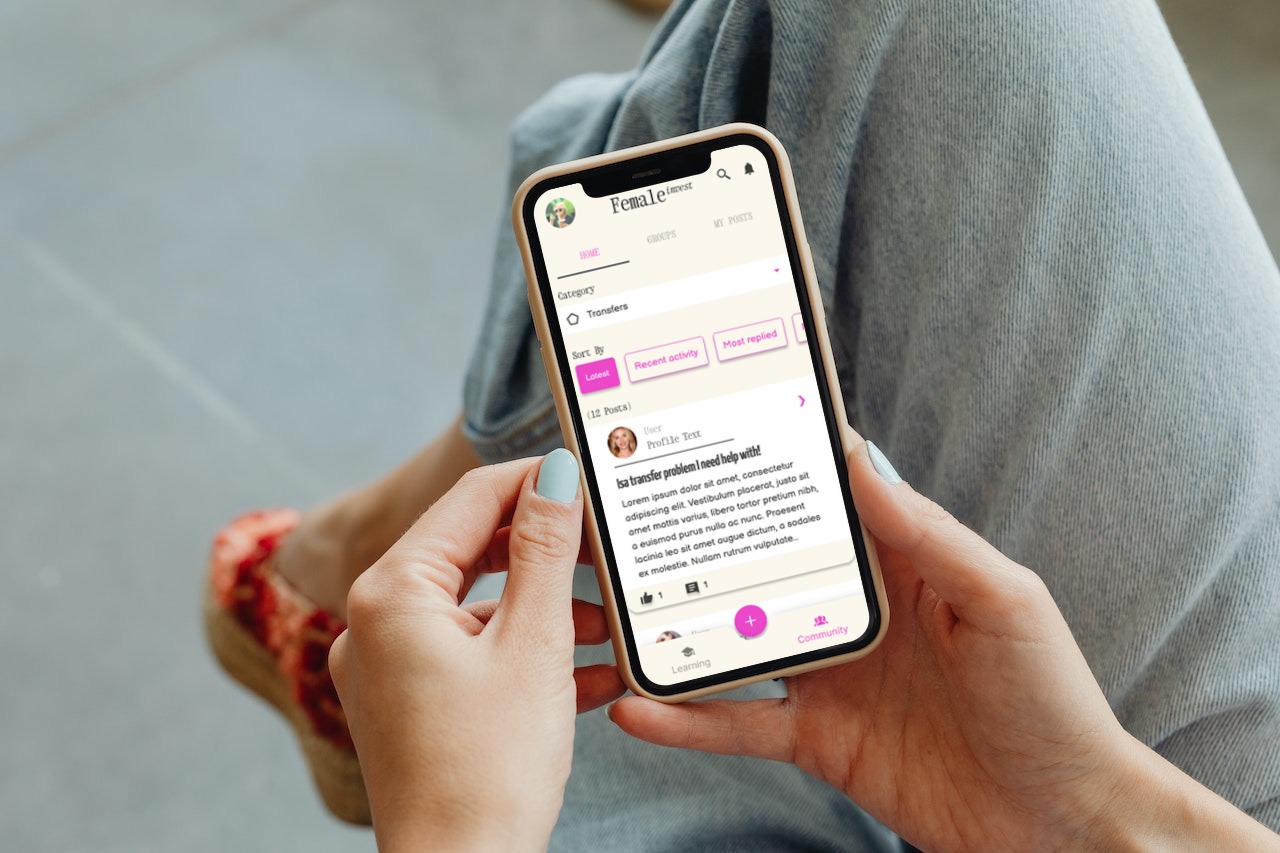 Female invest
HOME GROUPS MY POSTS
Category
Transfers
Sort By
Latest Recent activity Most replied
(12 Posts)
User
Profile Text
Isa transfer problem I need help with!
Lorem ipsum dolor sit amet, consectetur
adipiscing elit. Vestibulum placerat, justo sit
amet mattis varius, libero tortor pretium nibh,
a euismod purus nulla ac nunc. Praesent
lacinia leo sit amet augue dictum, a sodales
ex molestie. Nullam rutrum vulputate...
1 1
Learning
Community